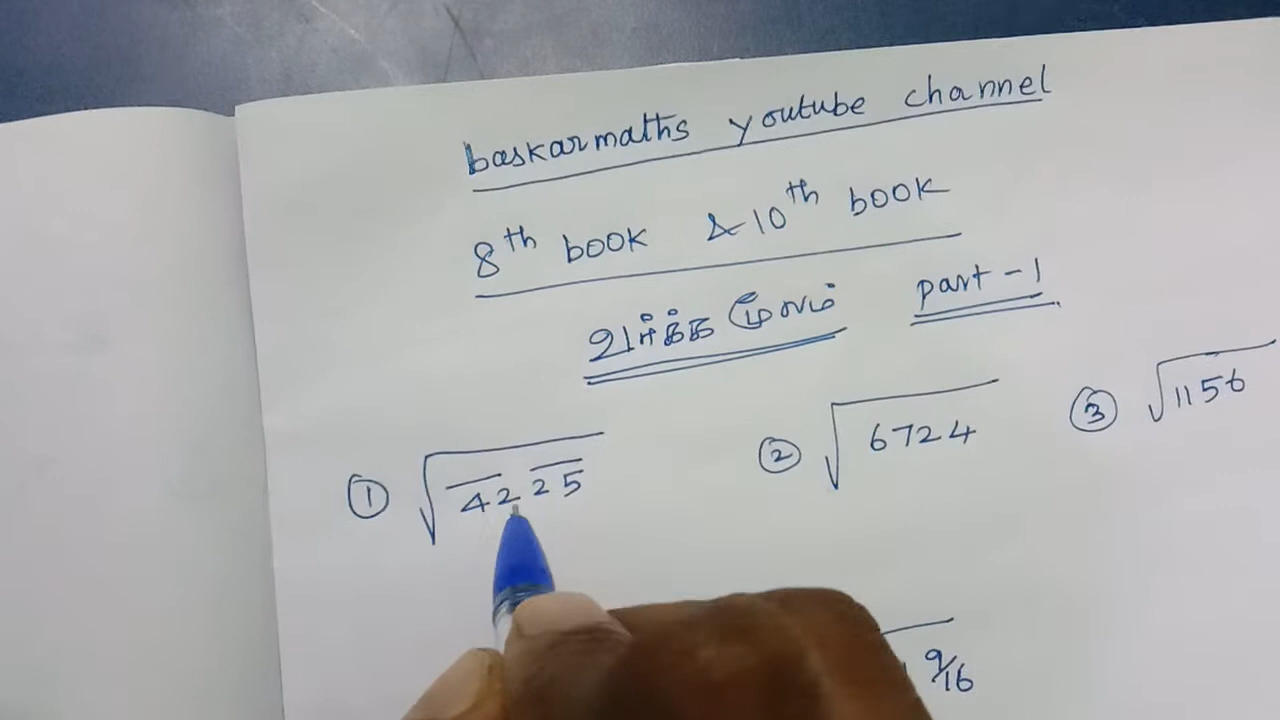 baskarmaths youtube channel
8th book & 10th book
வர்க்க மூலம் part - 1
① √4225 ② √6724 ③ √1156
9/16